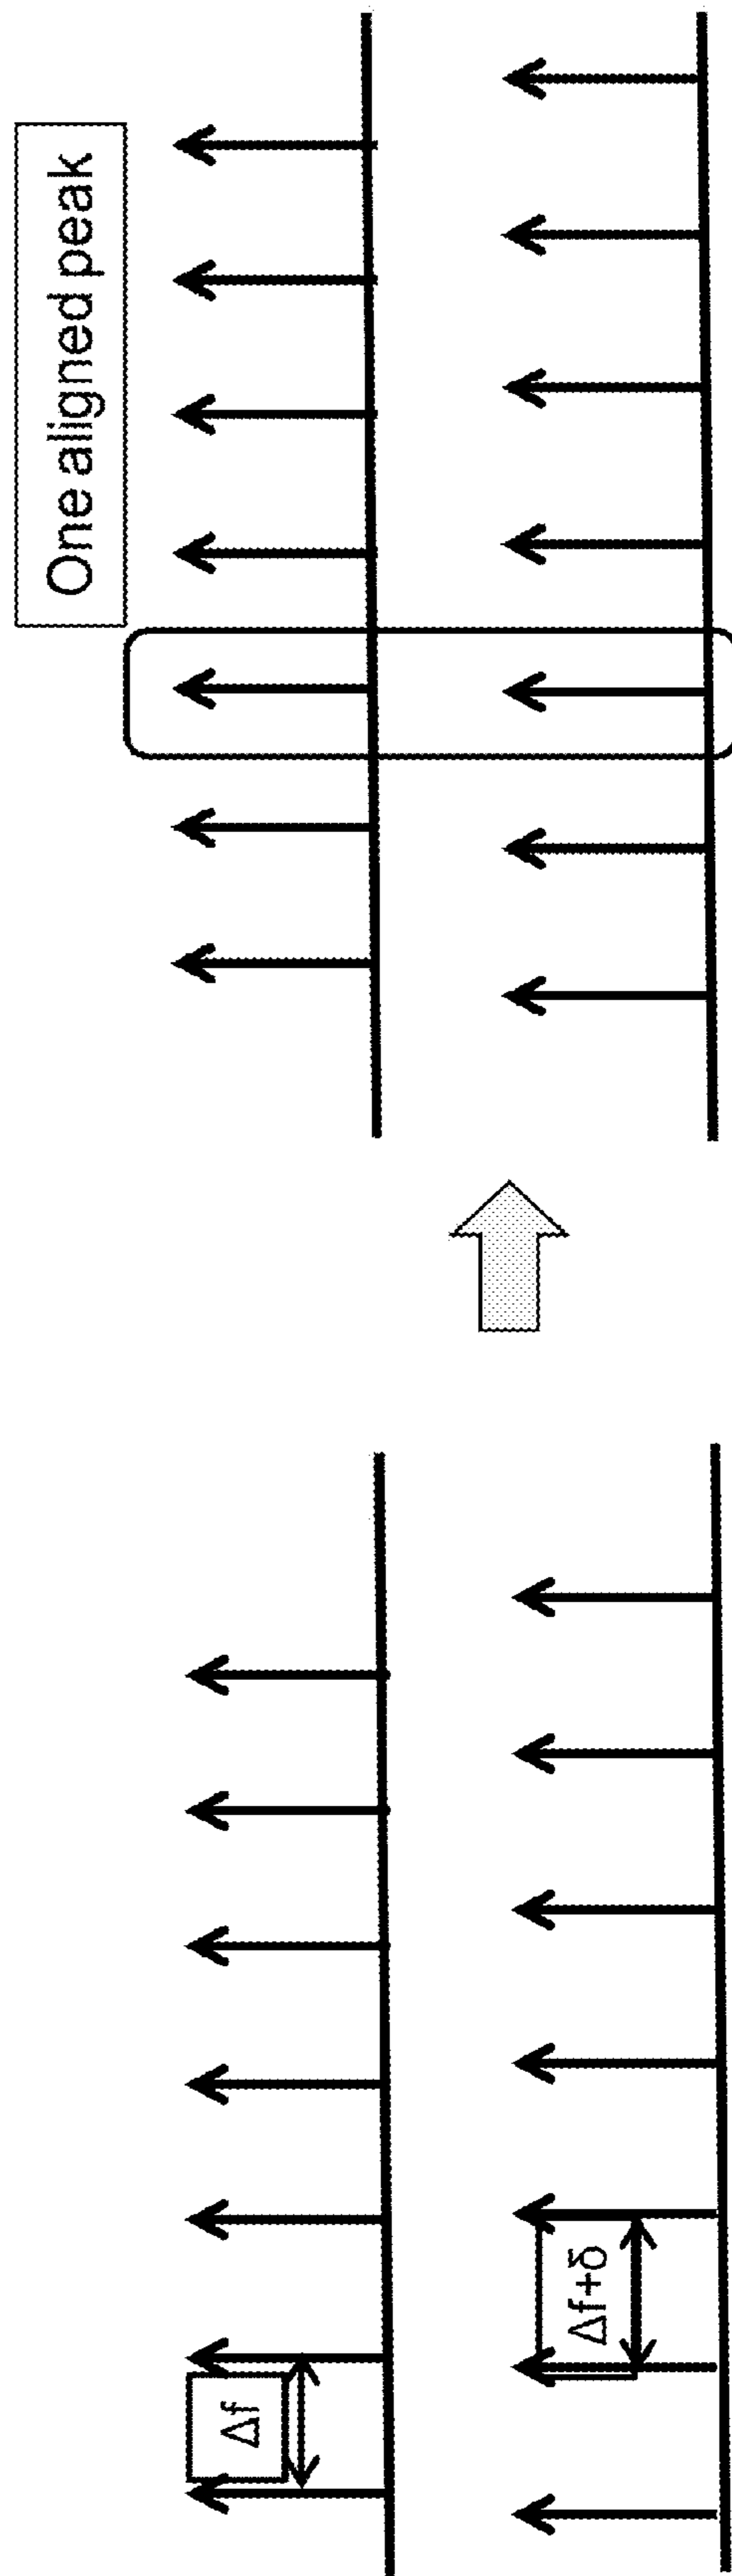 Δf
Δf+δ
One aligned peak